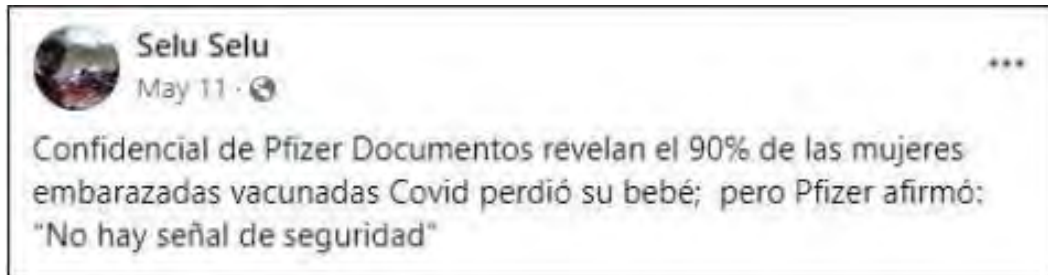 Selu Selu
...
May 11 ·
Confidencial de Pfizer Documentos revelan el 90% de las mujeres
embarazadas vacunadas Covid perdió su bebé;  pero Pfizer afirmó:
"No hay señal de seguridad"